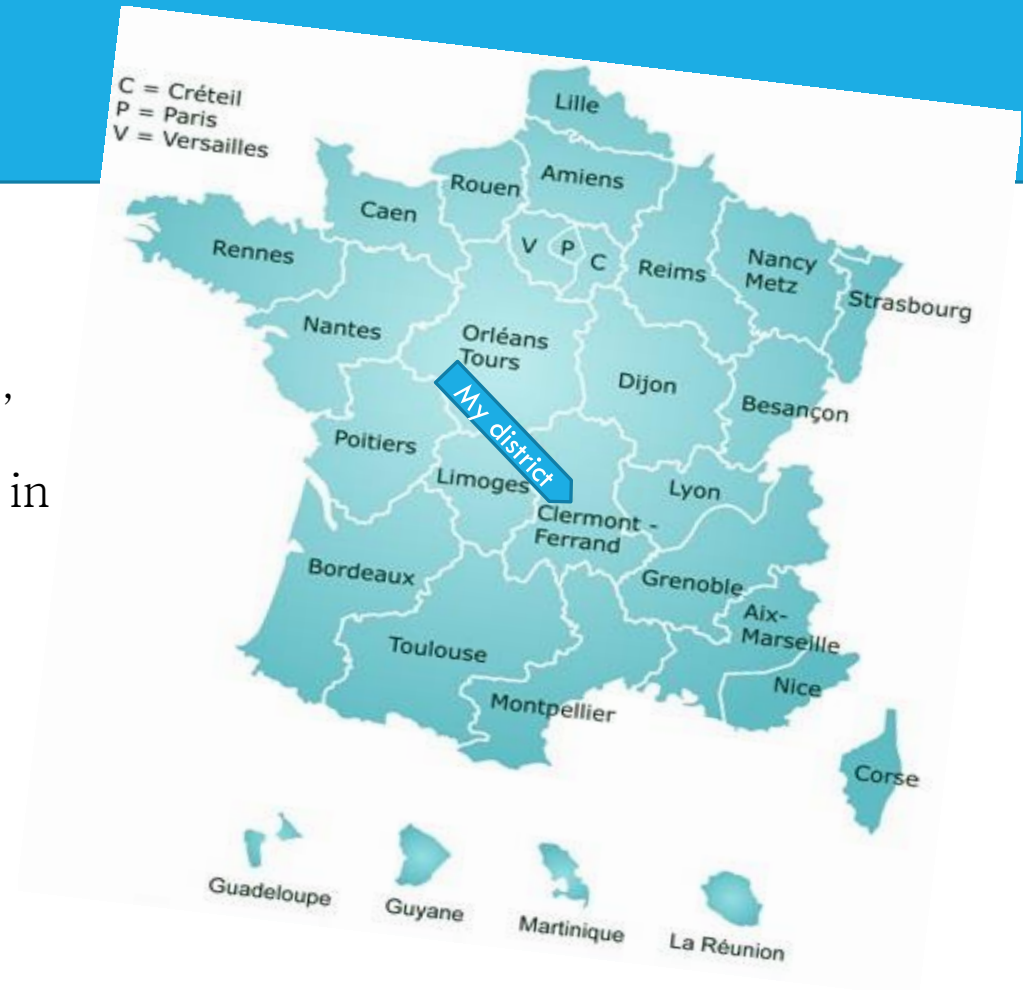 C = Créteil
P = Paris
V = Versailles
Lille
Amiens
Rouen
Caen
Rennes
V
P
C
Reims
Nancy
Metz
Strasbourg
Nantes
Orléans
Tours
Dijon
Besançon
,
in
My district
Poitiers
Limoges
Lyon
Clermont -
Ferrand
Bordeaux
Grenoble
Aix-
Marseille
Toulouse
Nice
Montpellier
Corse
Guadeloupe
Guyane
Martinique
La Réunion